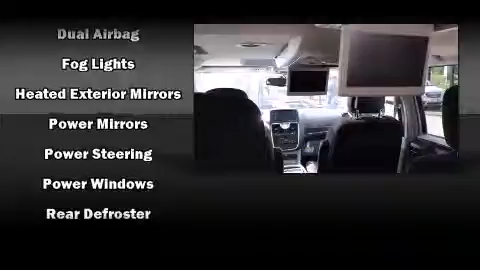 Dual Airbag
Fog Lights
Heated Exterior Mirrors
Power Mirrors
Power Steering
Power Windows
Rear Defroster